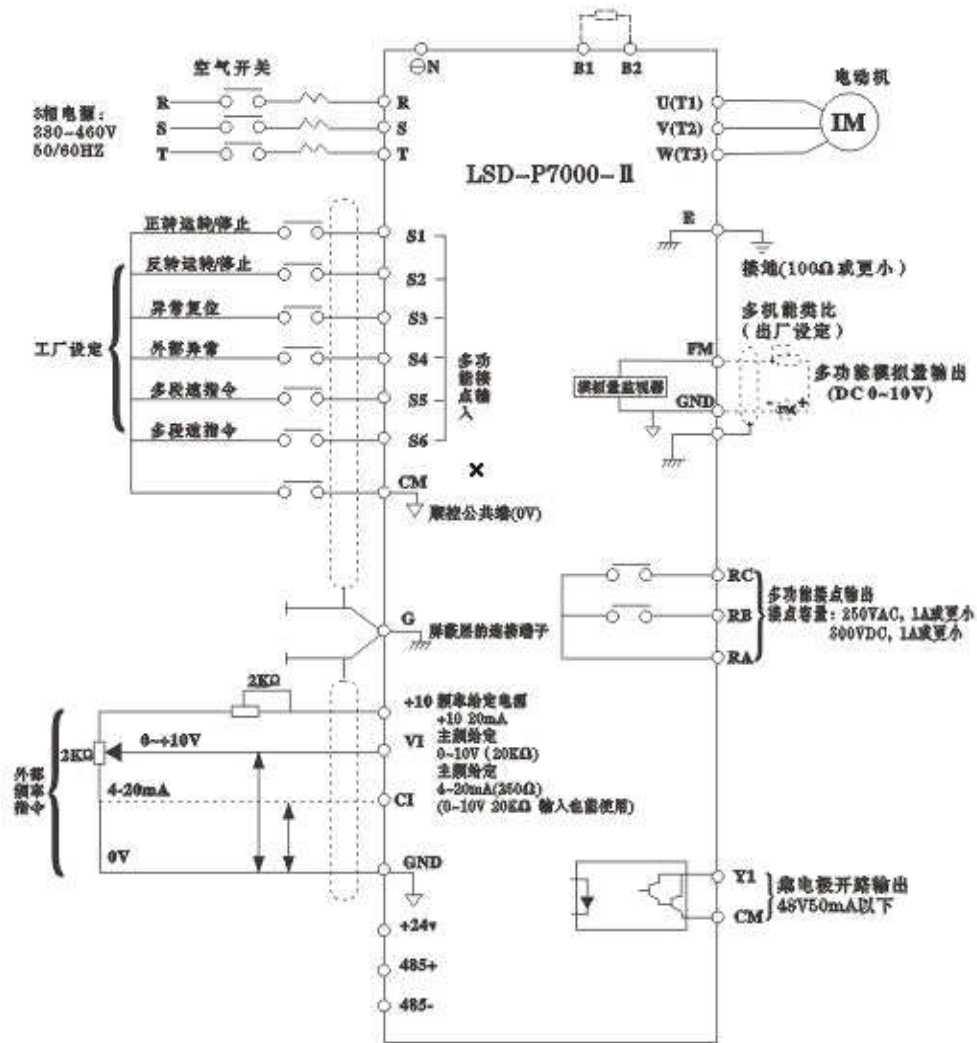 ⊖N
B1
B2
空气开关
电动机
3相电源:
380~460V
50/60HZ
R
S
T
R
S
T
U(T1)
V(T2)
W(T3)
IM
LSD-P7000-Ⅱ
正转运转/停止
反转运转/停止
异常复位
外部异常
多段速指令
多段速指令
工厂设定
S1
S2
S3
S4
S5
S6
CM
多功能接点输入
×
顺控公共端(0V)
E
接地(100Ω或更小)
多机能类比
(出厂设定)
FM
模拟量监视器
GND
FM
- +
多功能模拟量输出
(DC 0~10V)
RC
RB
RA
多功能接点输出
接点容量: 250VAC, 1A或更小
300VDC, 1A或更小
G
屏蔽层的连接端子
2KΩ
2KΩ
外部频率指令
0~+10V
4-20mA
0V
+10 频率给定电源
+10 20mA
VI
主频给定
0~10V (20KΩ)
主频给定
CI
4~20mA(250Ω)
(0~10V 20KΩ 输入也能使用)
GND
+24v
485+
485-
Y1
CM
集电极开路输出
48V50mA以下